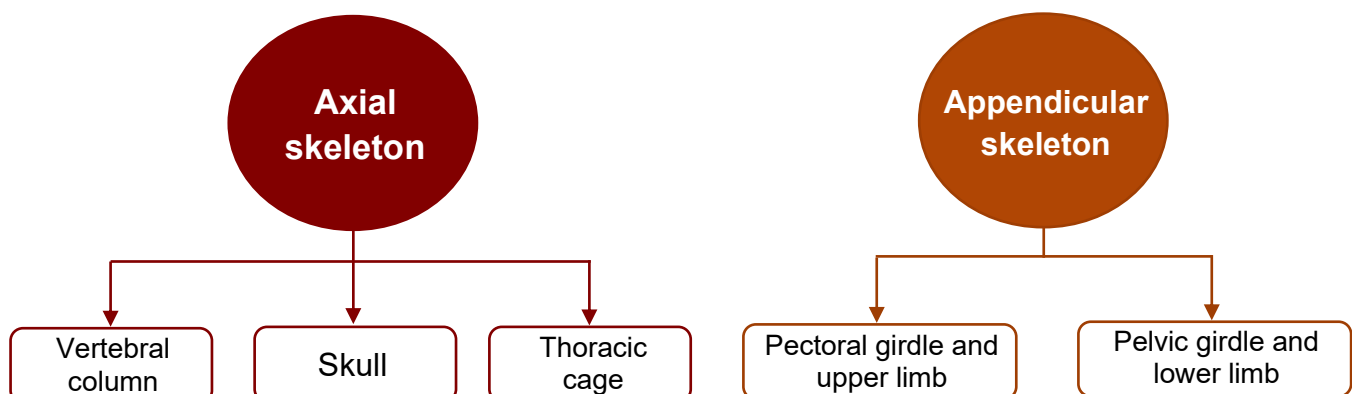 Axial
skeleton
Appendicular
skeleton
Vertebral
column
Skull
Thoracic
cage
Pectoral girdle and
upper limb
Pelvic girdle and
lower limb